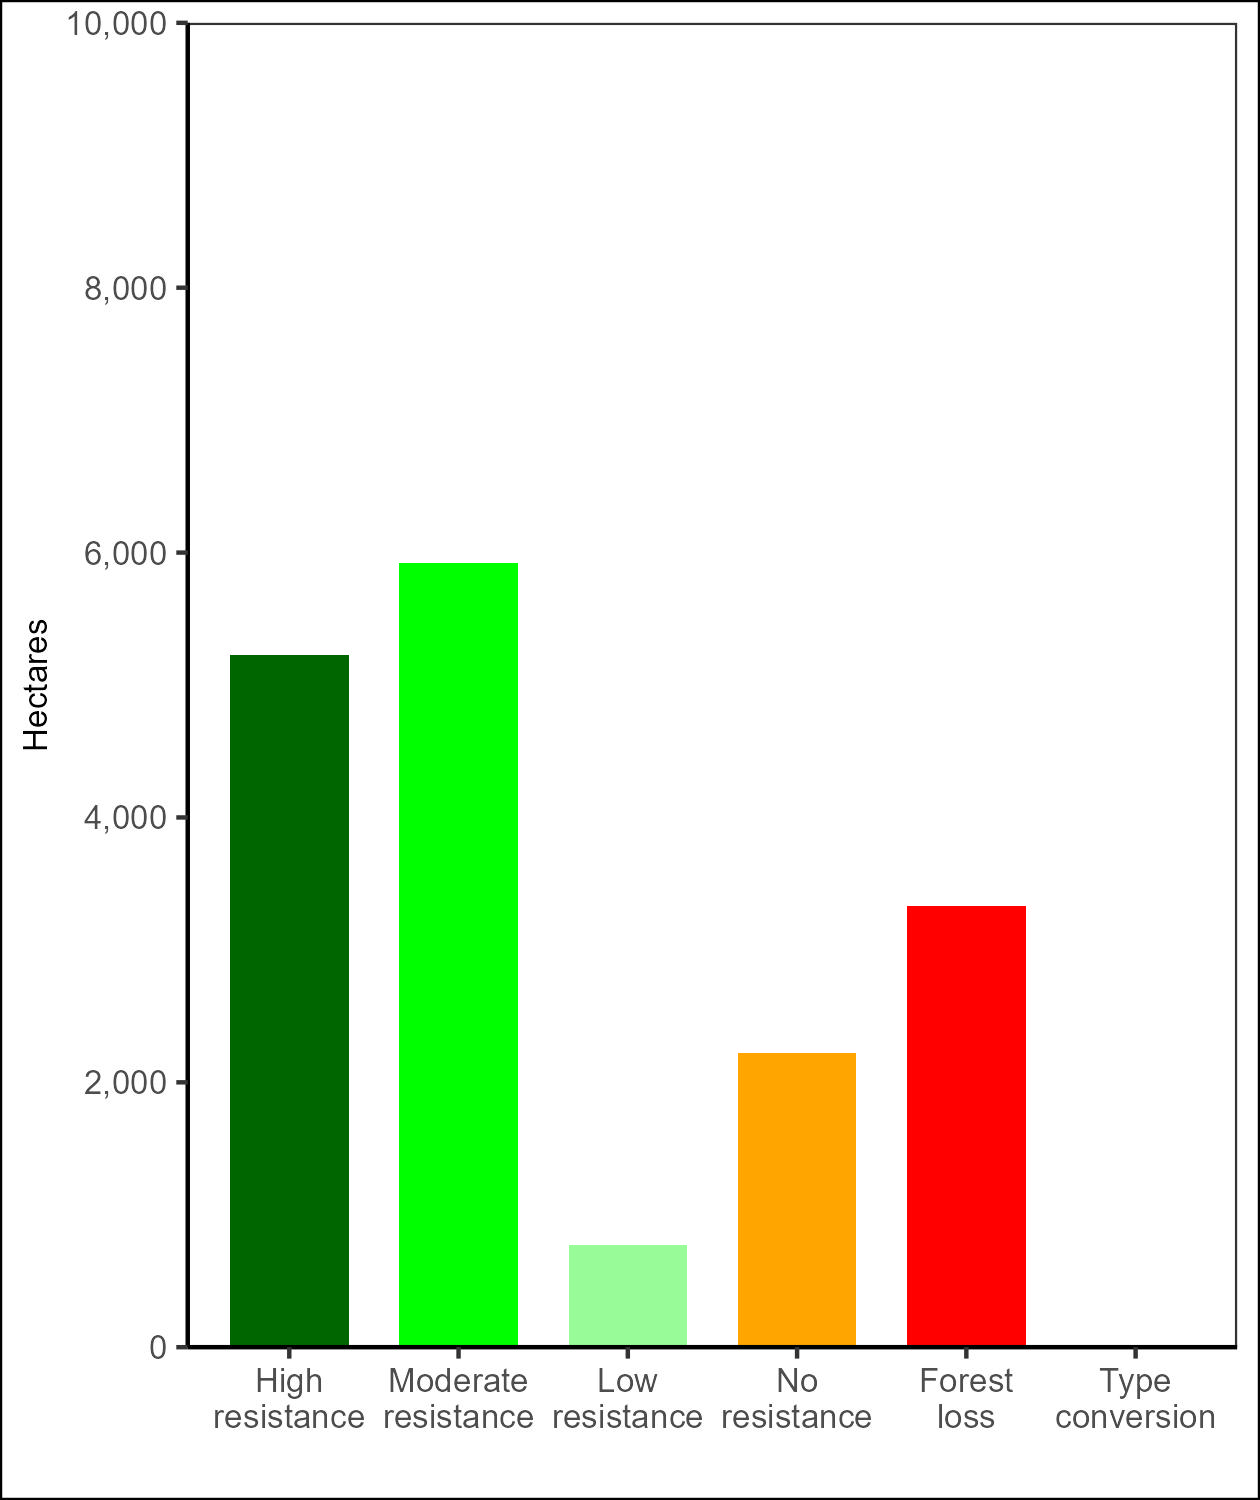 10,000
8,000
6,000
4,000
2,000
0
Hectares
High
resistance
Moderate
resistance
Low
resistance
No
resistance
Forest
loss
Type
conversion